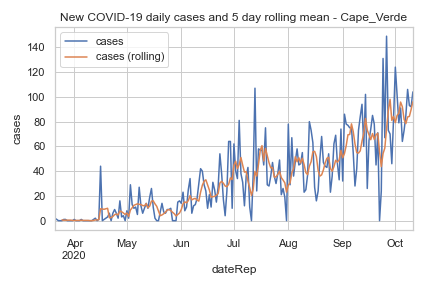 New COVID-19 daily cases and 5 day rolling mean - Cape_Verde
cases
cases (rolling)
140
120
100
80
60
40
20
0
cases
Apr
2020
May
Jun
Jul
Aug
Sep
Oct
dateRep